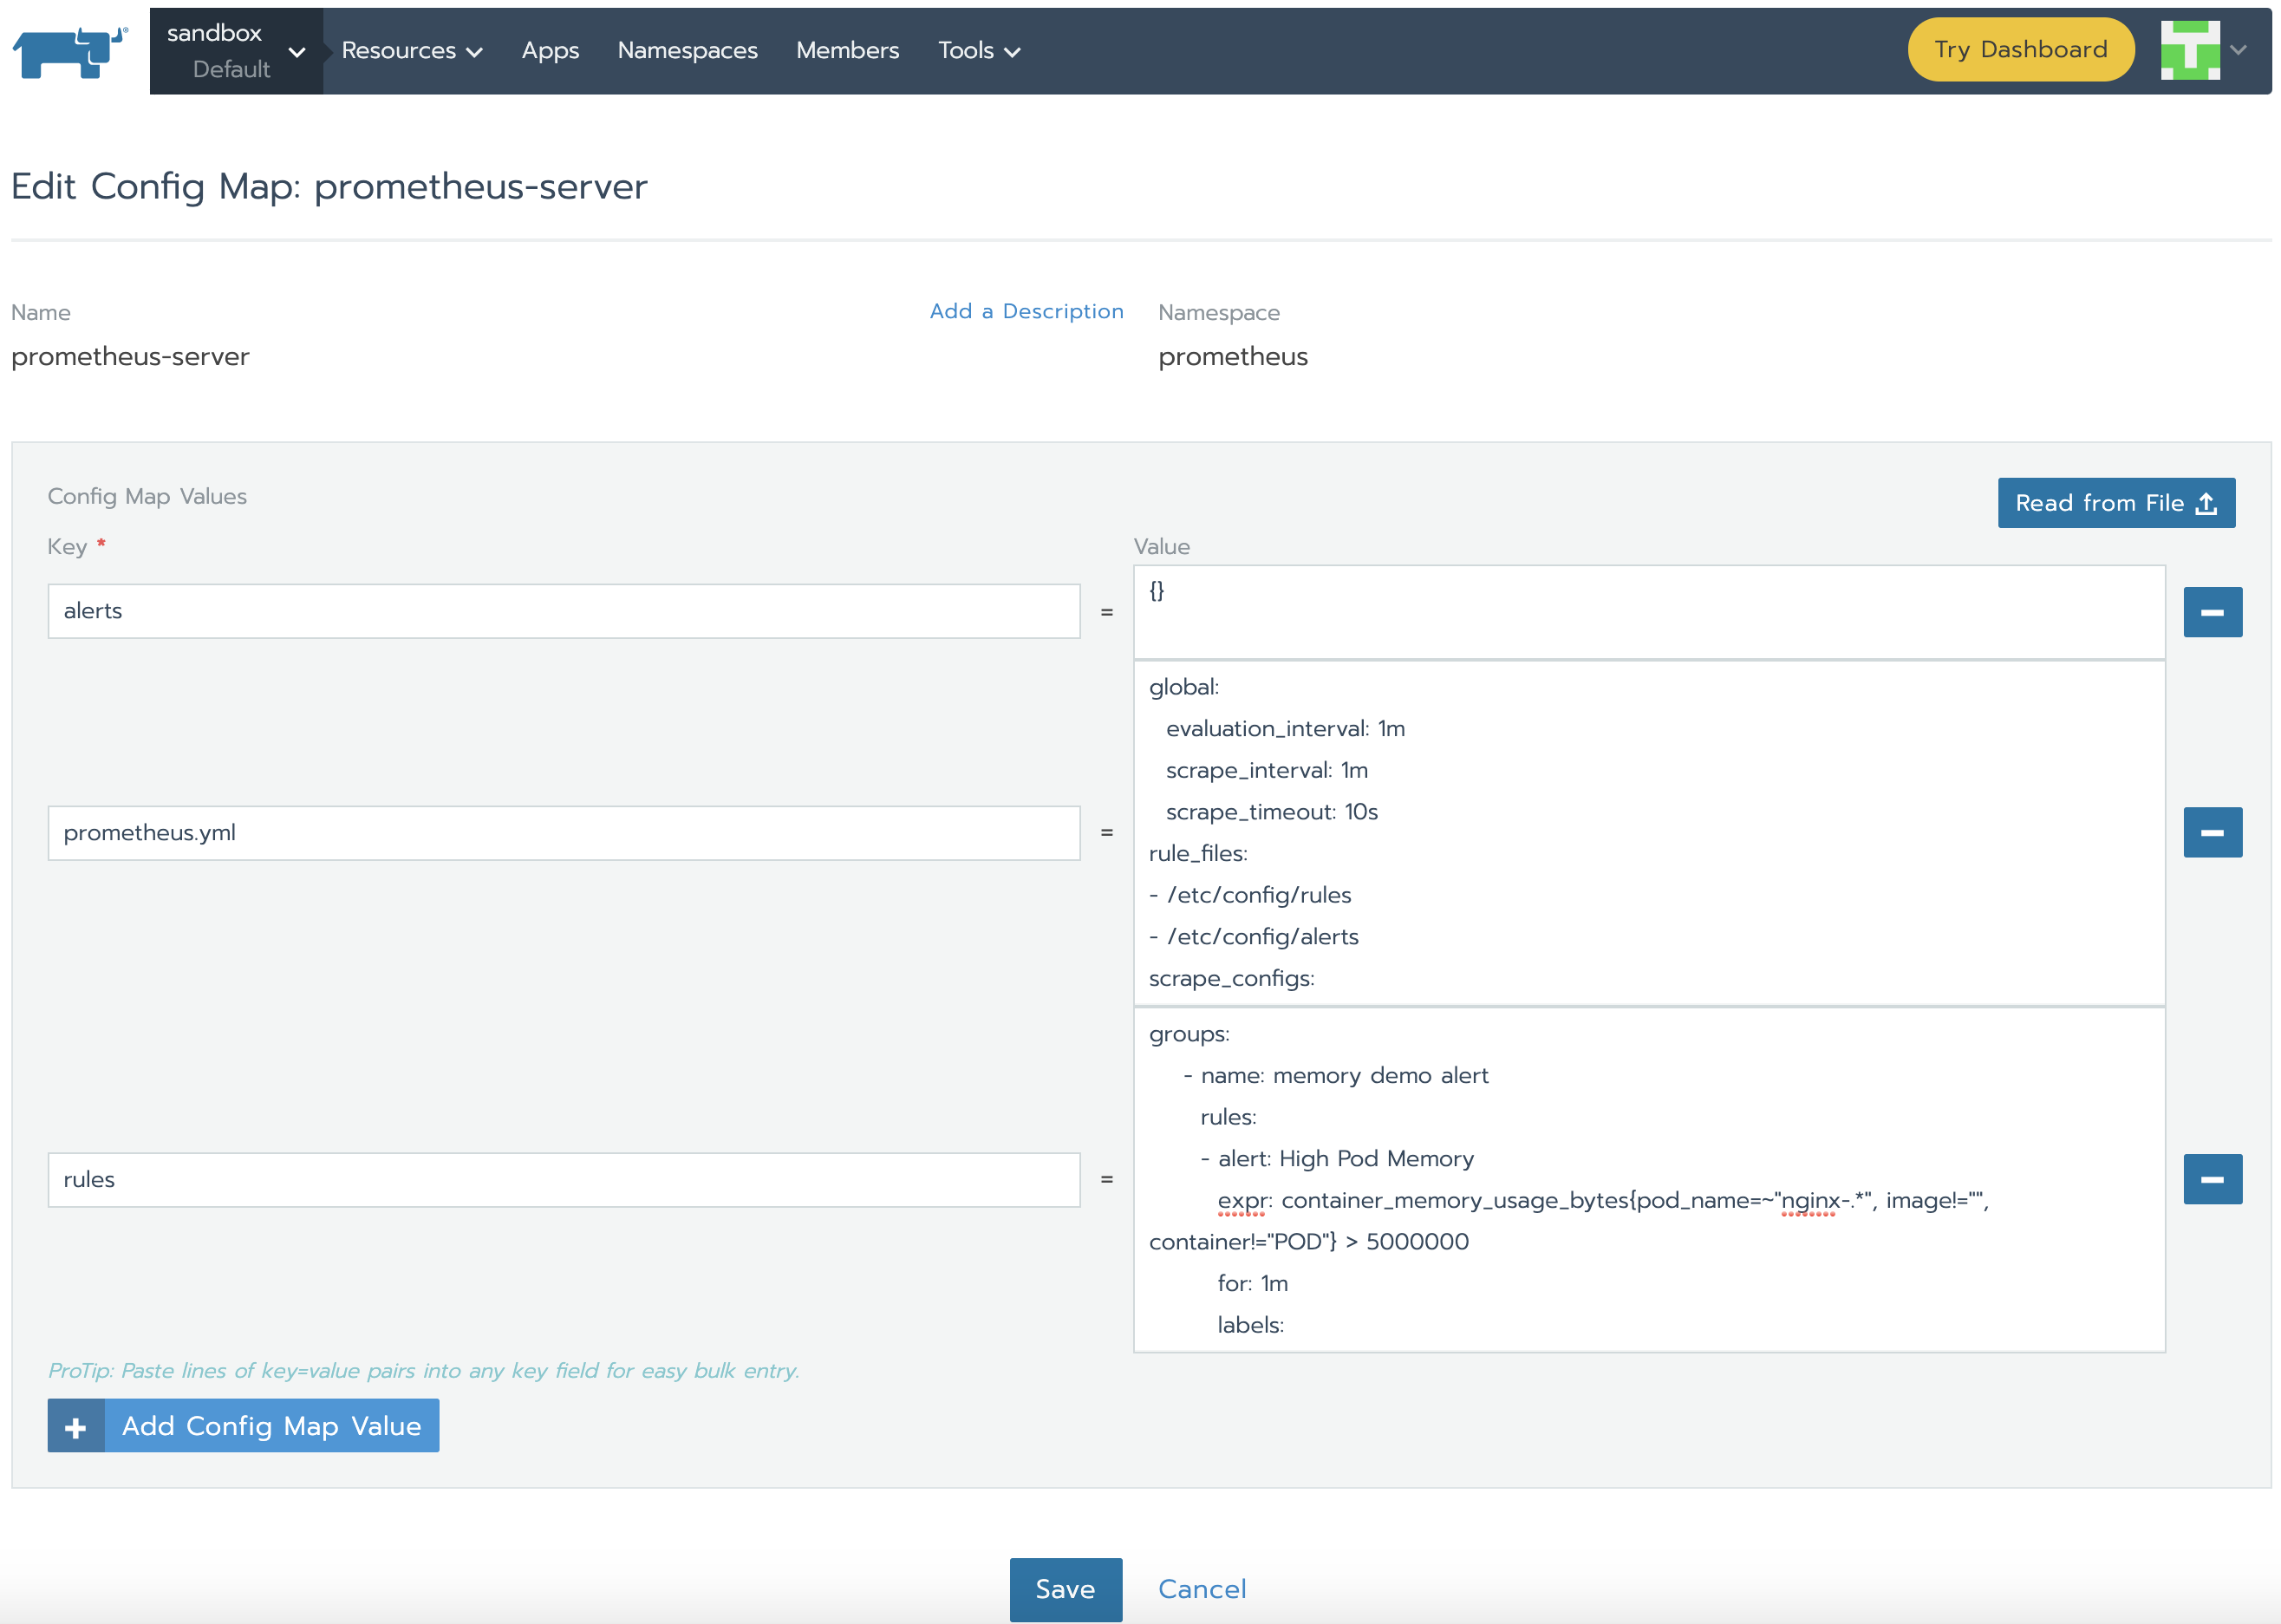 sandbox
Default
Resources
Apps
Namespaces
Members
Tools
Try Dashboard
Edit Config Map: prometheus-server
Name
Add a Description
Namespace
prometheus-server
prometheus
Config Map Values
Read from File
Key *
Value
alerts
=
{}
prometheus.yml
=
global:
evaluation_interval: 1m
scrape_interval: 1m
scrape_timeout: 10s
rule_files:
- /etc/config/rules
- /etc/config/alerts
scrape_configs:
rules
=
groups:
- name: memory demo alert
rules:
- alert: High Pod Memory
expr: container_memory_usage_bytes{pod_name=~"nginx-.*", image!="",
container!="POD"} > 5000000
for: 1m
labels:
ProTip: Paste lines of key=value pairs into any key field for easy bulk entry.
+ Add Config Map Value
Save
Cancel